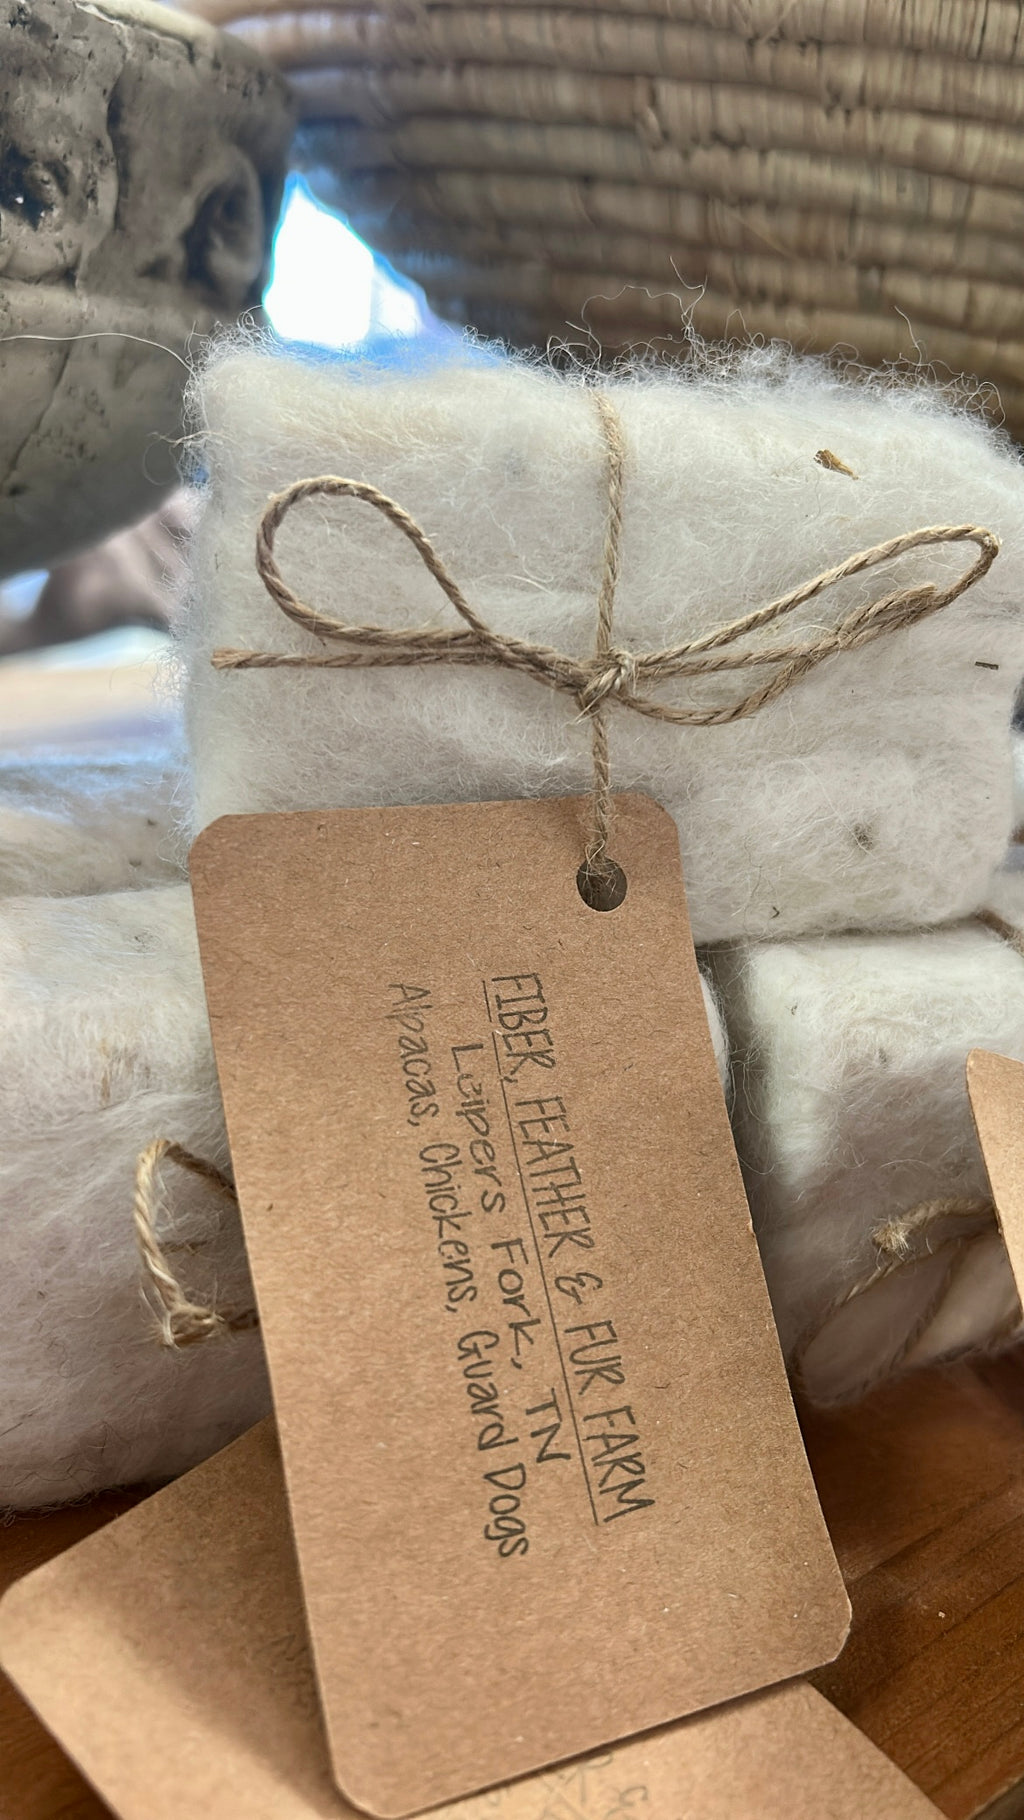 FIBER, FEATHER & FUR FARM
Leipers Fork, TN
Alpacas, Chickens, Guard Dogs